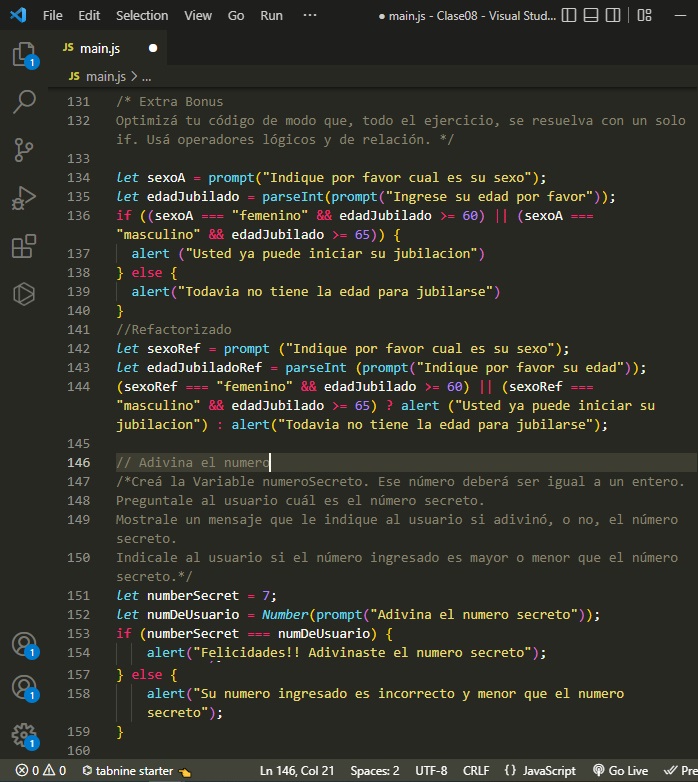 File Edit Selection View Go Run ··· ● main.js - Clase08 - Visual Stud...
JS main.js ●
JS main.js > ...
131 /* Extra Bonus
132 Optimizá tu código de modo que, todo el ejercicio, se resuelva con un solo
if. Usá operadores lógicos y de relación. */
133
134 let sexoA = prompt("Indique por favor cual es su sexo");
135 let edadJubilado = parseInt(prompt("Ingrese su edad por favor"));
136 if ((sexoA === "femenino" && edadJubilado >= 60) || (sexoA ===
"masculino" && edadJubilado >= 65)) {
137 alert ("Usted ya puede iniciar su jubilacion")
138 } else {
139 alert("Todavia no tiene la edad para jubilarse")
140 }
141 //Refactorizado
142 let sexoRef = prompt ("Indique por favor cual es su sexo");
143 let edadJubiladoRef = parseInt (prompt("Indique por favor su edad"));
144 (sexoRef === "femenino" && edadJubilado >= 60) || (sexoRef ===
"masculino" && edadJubilado >= 65) ? alert ("Usted ya puede iniciar su
jubilacion") : alert("Todavia no tiene la edad para jubilarse");
145
146 // Adivina el numero
147 /*Creá la Variable numeroSecreto. Ese número deberá ser igual a un entero.
148 Preguntale al usuario cuál es el número secreto.
149 Mostrale un mensaje que le indique al usuario si adivinó, o no, el número
secreto.
150 Indicale al usuario si el número ingresado es mayor o menor que el número
secreto.*/
151 let numberSecret = 7;
152 let numDeUsuario = Number(prompt("Adivina el numero secreto"));
153 if (numberSecret === numDeUsuario) {
154 alert("Felicidades!! Adivinaste el numero secreto");
157 } else {
158 alert("Su numero ingresado es incorrecto y menor que el numero
secreto");
159 }
160
1
1
1
1
0 0 tabnine starter 👈 Ln 146, Col 21 Spaces: 2 UTF-8 CRLF {} JavaScript Go Live Pre